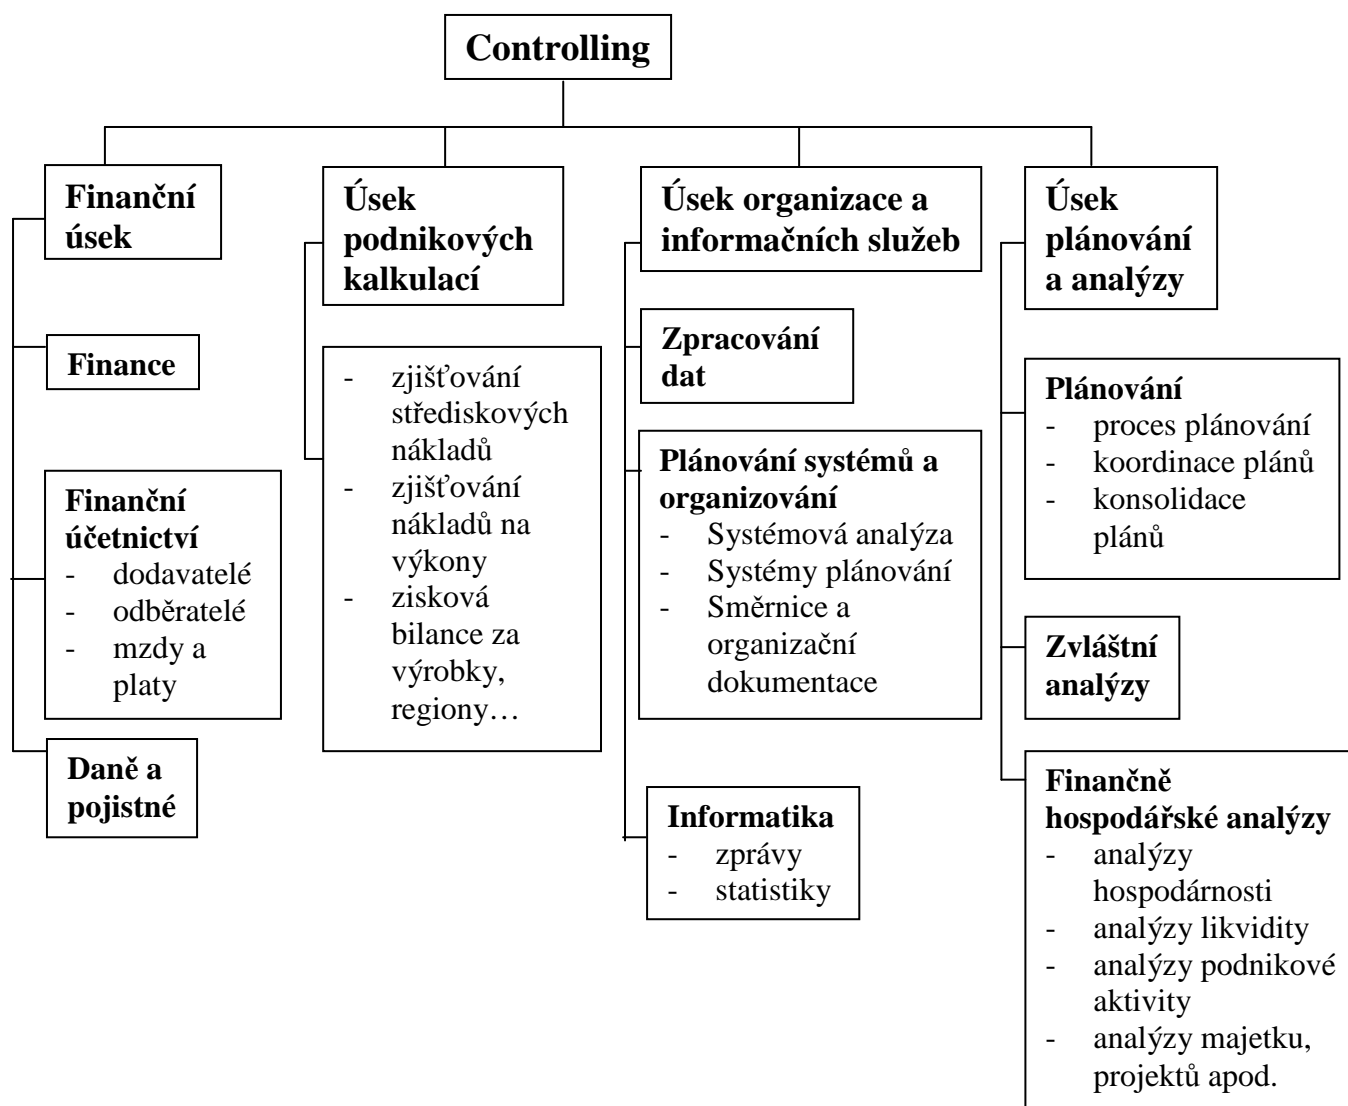 Controlling
Finanční
úsek
Finance
Finanční
účetnictví
- dodavatelé
- odběratelé
- mzdy a
platy
Daně a
pojistné
Úsek
podnikových
kalkulací
- zjišťování
střediskových
nákladů
- zjišťování
nákladů na
výkony
- zisková
bilance za
výrobky,
regiony…
Úsek organizace a
informačních služeb
Zpracování
dat
Plánování systémů a
organizování
- Systémová analýza
- Systémy plánování
- Směrnice a
organizační
dokumentace
Informatika
- zprávy
- statistiky
Úsek
plánování
a analýzy
Plánování
- proces plánování
- koordinace plánů
- konsolidace
plánů
Zvláštní
analýzy
Finančně
hospodářské analýzy
- analýzy
hospodárnosti
- analýzy likvidity
- analýzy podnikové
aktivity
- analýzy majetku,
projektů apod.